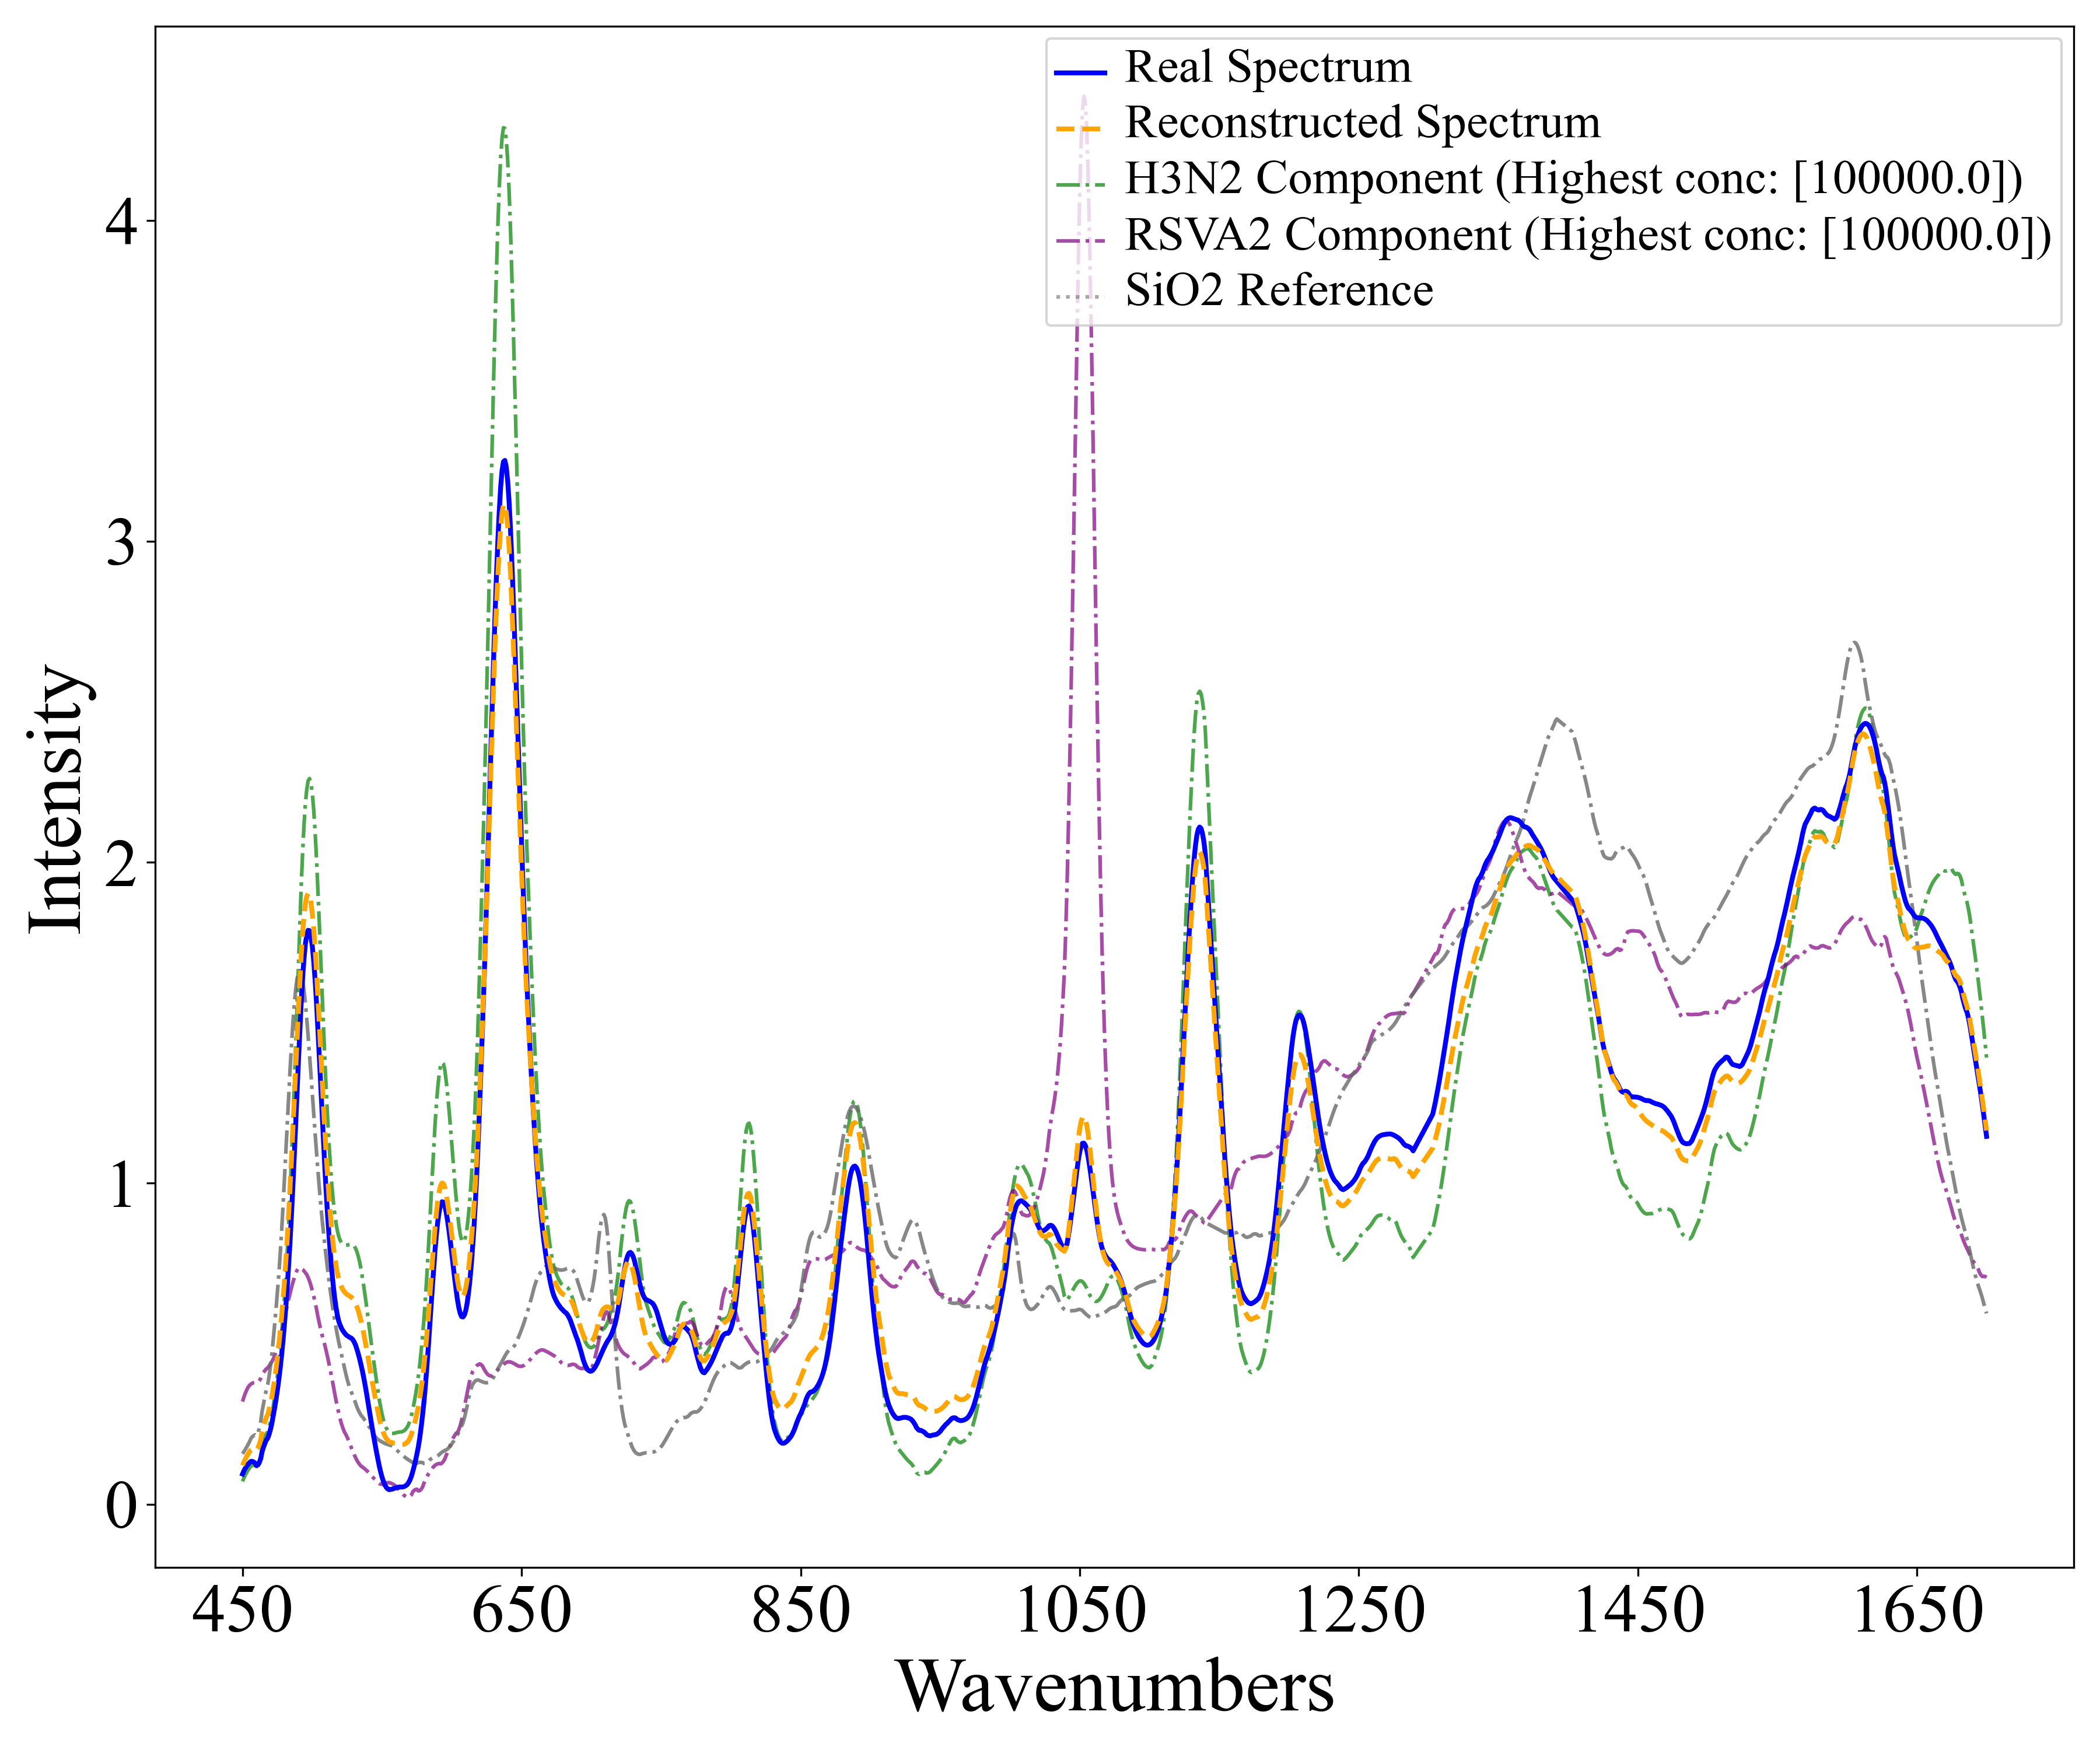 Real Spectrum
Reconstructed Spectrum
H3N2 Component (Highest conc: [100000.0])
RSVA2 Component (Highest conc: [100000.0])
SiO2 Reference
Intensity
4
3
2
1
0
450 650 850 1050 1250 1450 1650
Wavenumbers